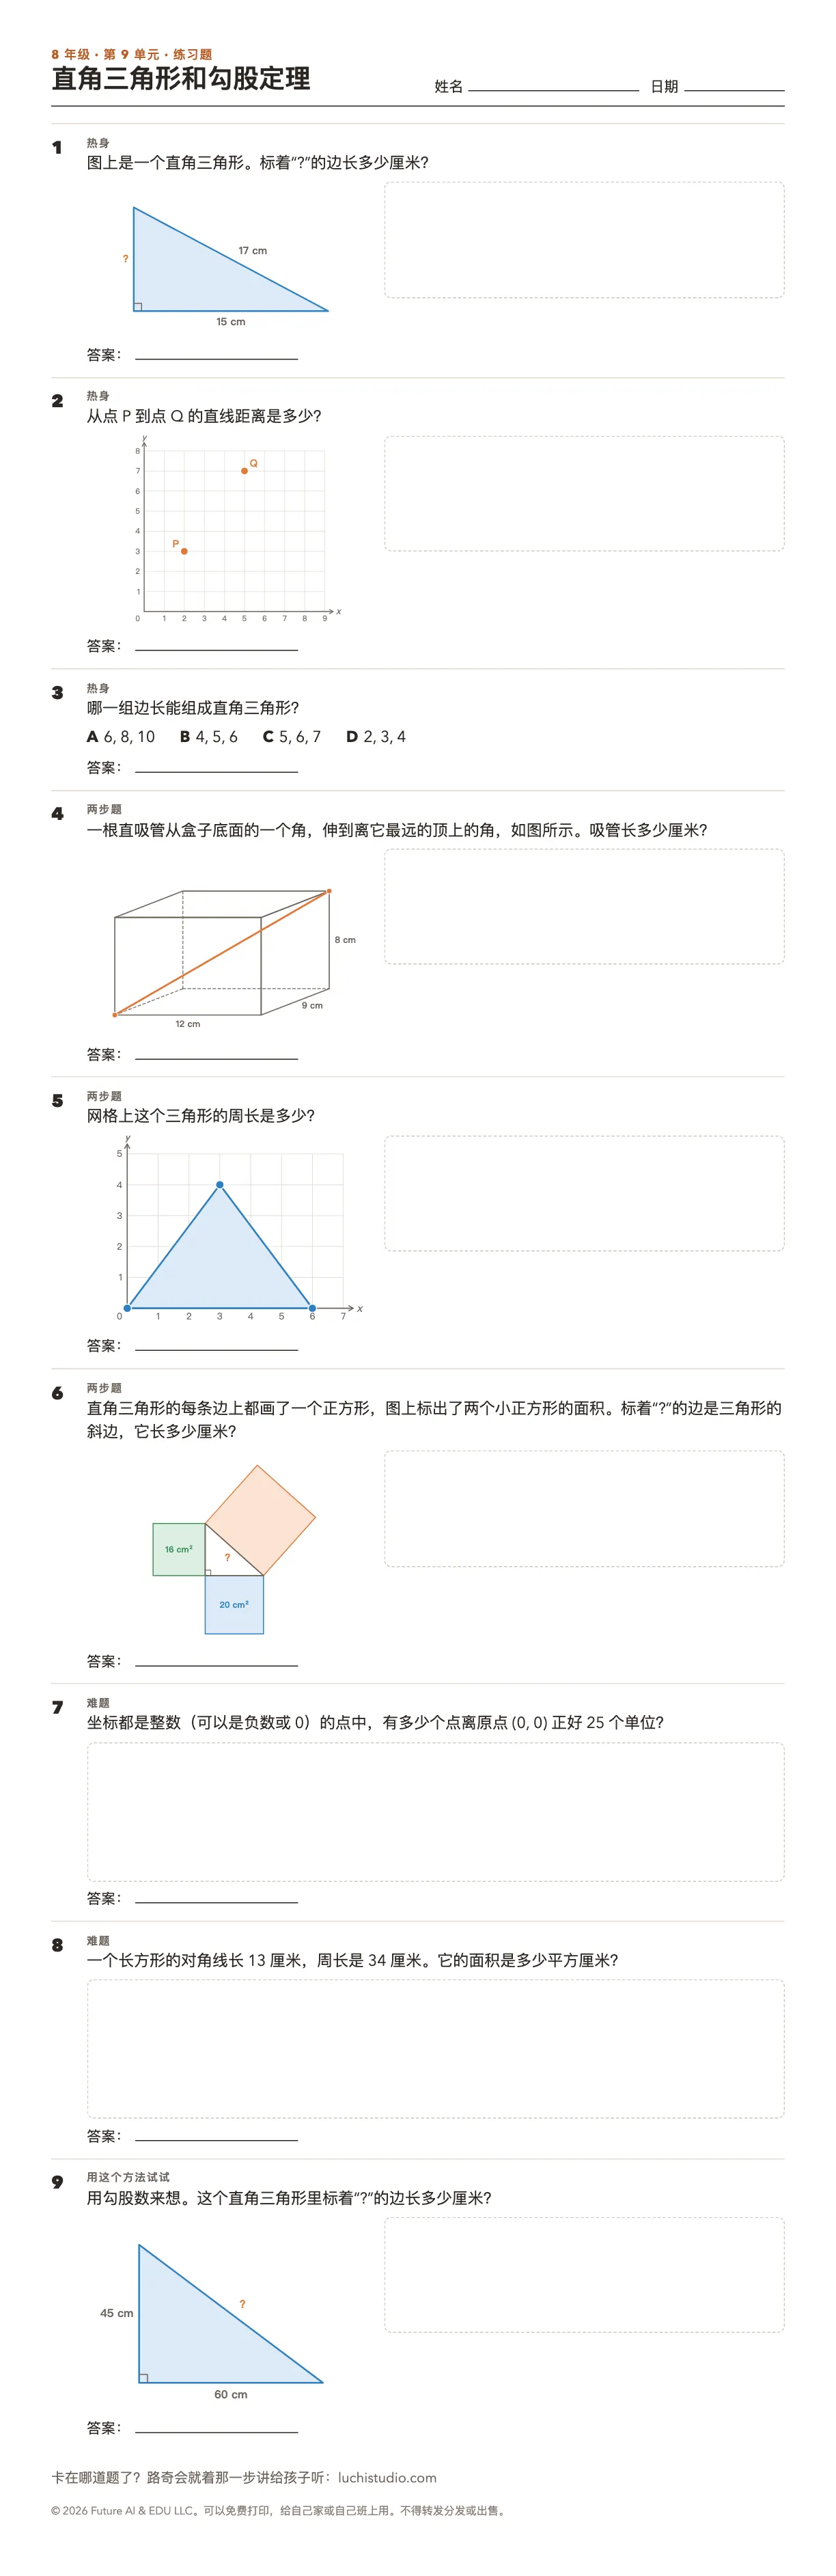 8 年级 · 第 9 单元 · 练习题
直角三角形和勾股定理
姓名 日期
1
热身
图上是一个直角三角形。标着“?”的边长多少厘米?
17 cm
?
15 cm
答案:
2
热身
从点 P 到点 Q 的直线距离是多少?
y
8
7
6
5
4
3
2
1
0 1 2 3 4 5 6 7 8 9 x
Q
P
答案:
3
热身
哪一组边长能组成直角三角形?
A 6, 8, 10 B 4, 5, 6 C 5, 6, 7 D 2, 3, 4
答案:
4
两步题
一根直吸管从盒子底面的一个角，伸到离它最远的顶上的角，如图所示。吸管长多少厘米?
8 cm
9 cm
12 cm
答案:
5
两步题
网格上这个三角形的周长是多少?
y
5
4
3
2
1
0 1 2 3 4 5 6 7 x
答案:
6
两步题
直角三角形的每条边上都画了一个正方形，图上标出了两个小正方形的面积。标着“?”的边是三角形的
斜边，它长多少厘米?
16 cm²
?
20 cm²
答案:
7
难题
坐标都是整数（可以是负数或 0）的点中，有多少个点离原点 (0, 0) 正好 25 个单位?
答案:
8
难题
一个长方形的对角线长 13 厘米，周长是 34 厘米。它的面积是多少平方厘米?
答案:
9
用这个方法试试
用勾股数来想。这个直角三角形里标着“?”的边长多少厘米?
?
45 cm
60 cm
答案:
卡在哪道题了？路奇会就着那一步讲给孩子听：luchistudio.com
© 2026 Future AI & EDU LLC。可以免费打印，给自己家或自己班上用。不得转发分发或出售。